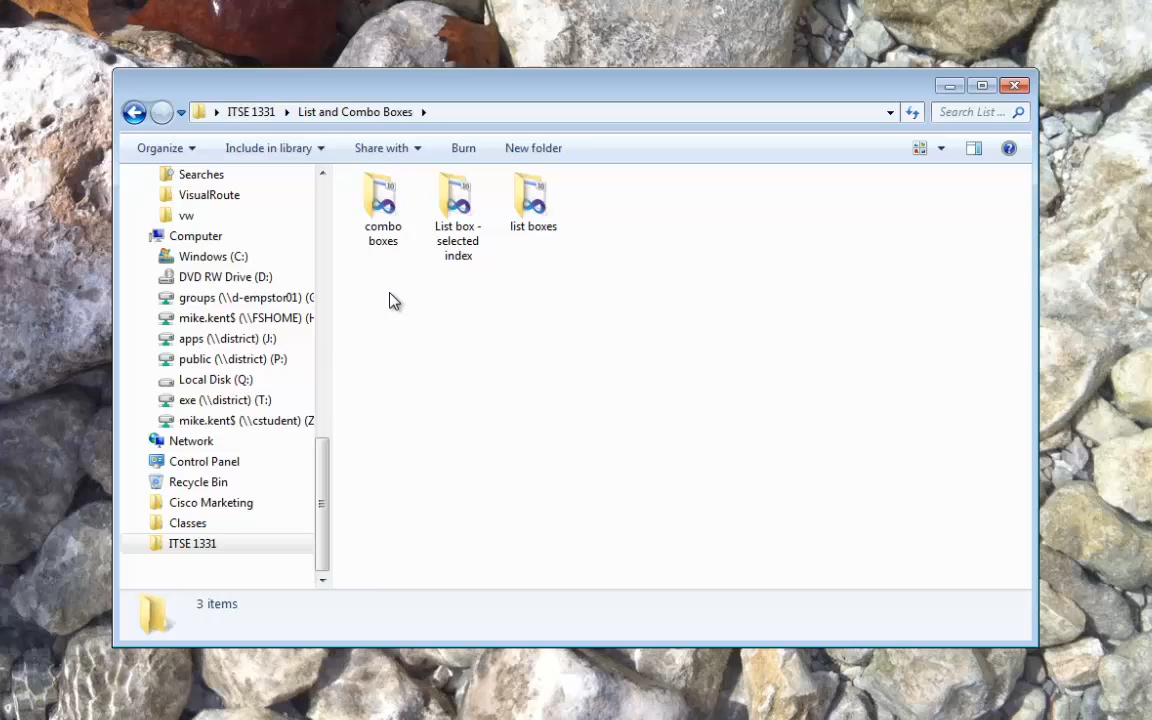 ITSE 1331 List and Combo Boxes
Search List ...
Organize Include in library Share with Burn New folder
Searches
VisualRoute
vw
Computer
Windows (C:)
DVD RW Drive (D:)
groups (\\d-empstor01) (G
mike.kent$ (\\FSHOME) (H
apps (\\district) (J:)
public (\\district) (P:)
Local Disk (Q:)
exe (\\district) (T:)
mike.kent$ (\\cstudent) (Z
Network
Control Panel
Recycle Bin
Cisco Marketing
Classes
ITSE 1331
combo
boxes
List box -
selected
index
list boxes
3 items